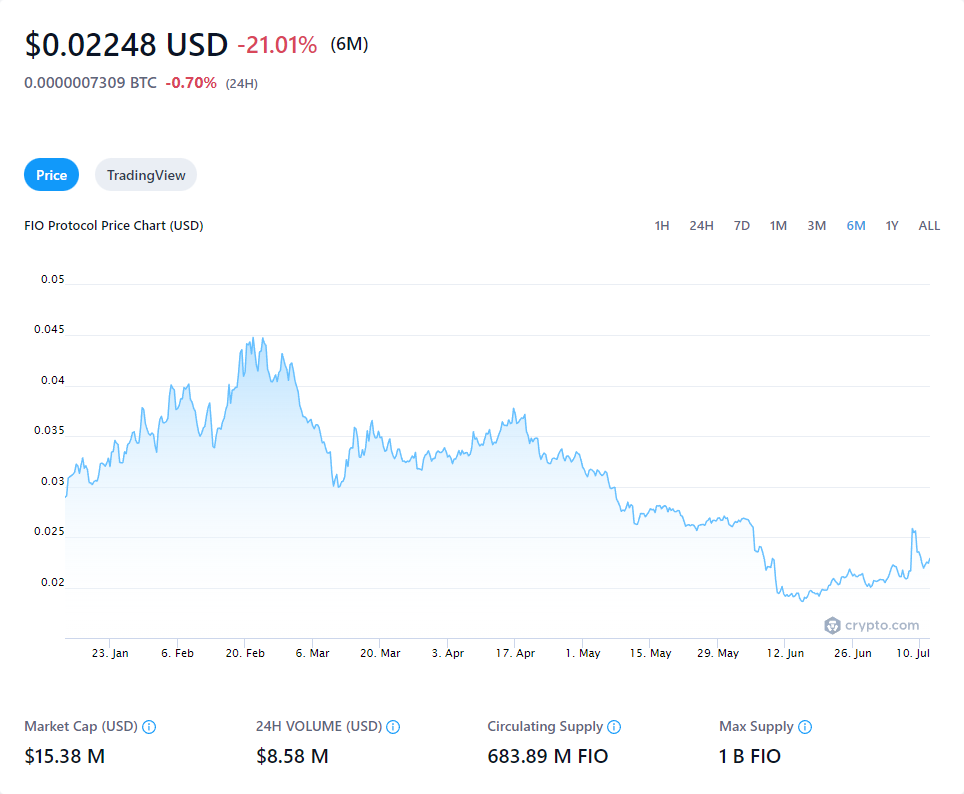 $0.02248 USD -21.01% (6M)
0.0000007309 BTC -0.70% (24H)
Price TradingView
FIO Protocol Price Chart (USD) 1H 24H 7D 1M 3M 6M 1Y ALL
0.05
0.045
0.04
0.035
0.03
0.025
0.02
crypto.com
23. Jan 6. Feb 20. Feb 6. Mar 20. Mar 3. Apr 17. Apr 1. May 15. May 29. May 12. Jun 26. Jun 10. Jul
Market Cap (USD) 24H VOLUME (USD) Circulating Supply Max Supply
$15.38 M $8.58 M 683.89 M FIO 1 B FIO